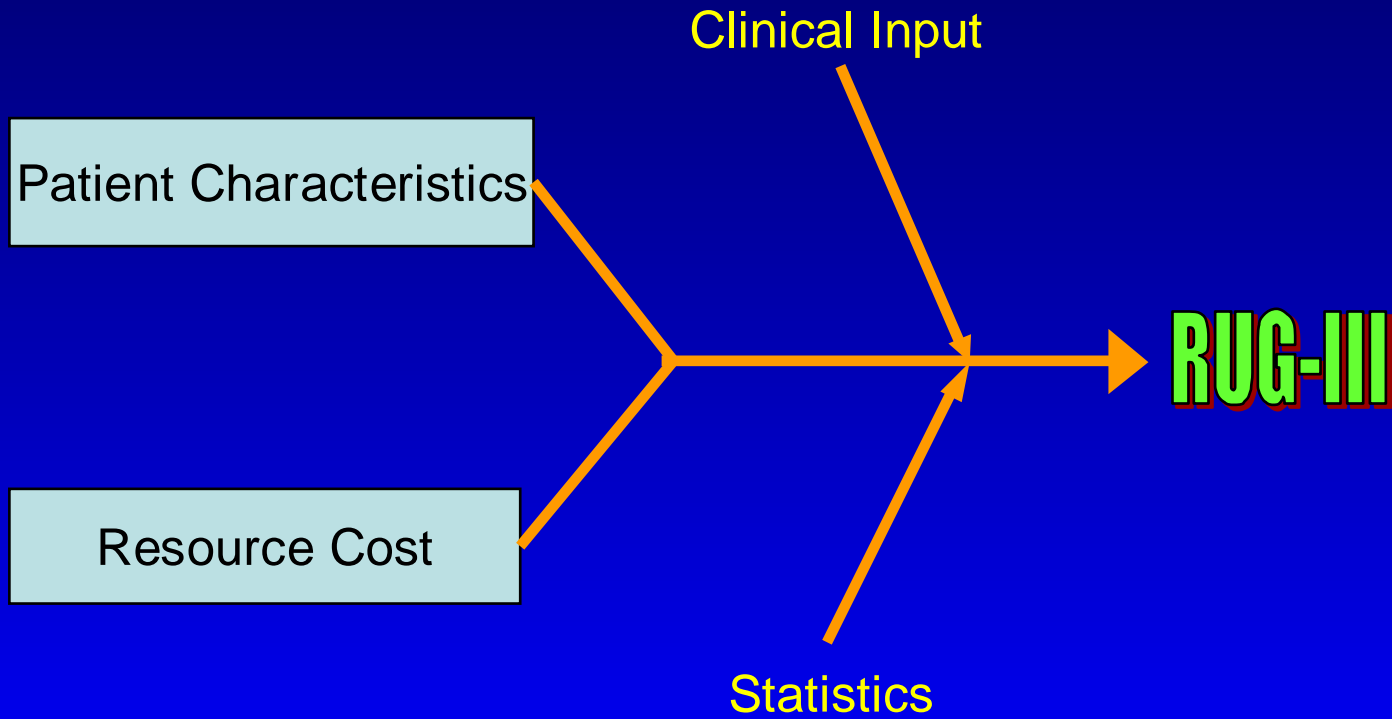 Clinical Input
Patient Characteristics
RUG-III
Resource Cost
Statistics